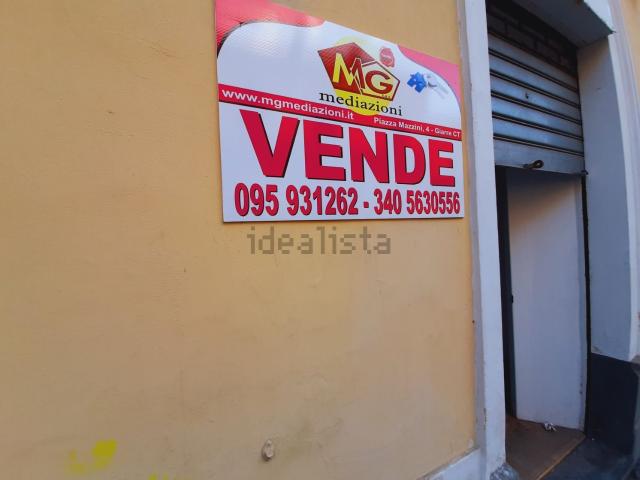 MG
mediazioni
www.mgmediazioni.it
Piazza Mazzini, 4 - Giarre CT
VENDE
095 931262 - 340 5630556
idealista